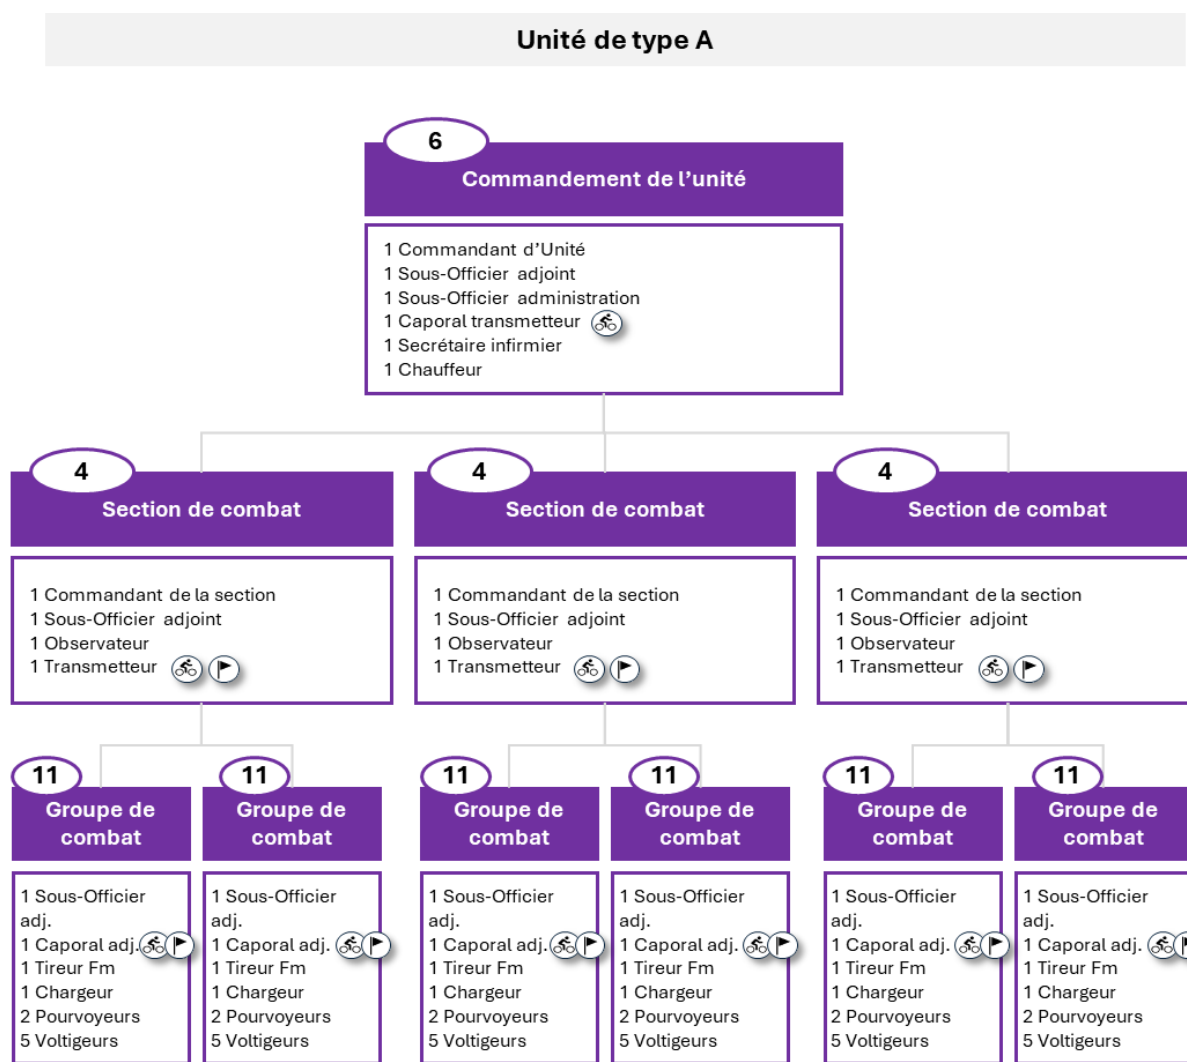 Unité de type A
6
Commandement de l'unité
1 Commandant d'Unité
1 Sous-Officier adjoint
1 Sous-Officier administration
1 Caporal transmetteur
1 Secrétaire infirmier
1 Chauffeur
4
Section de combat
1 Commandant de la section
1 Sous-Officier adjoint
1 Observateur
1 Transmetteur
4
Section de combat
1 Commandant de la section
1 Sous-Officier adjoint
1 Observateur
1 Transmetteur
4
Section de combat
1 Commandant de la section
1 Sous-Officier adjoint
1 Observateur
1 Transmetteur
11
Groupe de
combat
1 Sous-Officier
adj.
1 Caporal adj.
1 Tireur Fm
1 Chargeur
2 Pourvoyeurs
5 Voltigeurs
11
Groupe de
combat
1 Sous-Officier
adj.
1 Caporal adj.
1 Tireur Fm
1 Chargeur
2 Pourvoyeurs
5 Voltigeurs
11
Groupe de
combat
1 Sous-Officier
adj.
1 Caporal adj.
1 Tireur Fm
1 Chargeur
2 Pourvoyeurs
5 Voltigeurs
11
Groupe de
combat
1 Sous-Officier
adj.
1 Caporal adj.
1 Tireur Fm
1 Chargeur
2 Pourvoyeurs
5 Voltigeurs
11
Groupe de
combat
1 Sous-Officier
adj.
1 Caporal adj.
1 Tireur Fm
1 Chargeur
2 Pourvoyeurs
5 Voltigeurs
11
Groupe de
combat
1 Sous-Officier
adj.
1 Caporal adj.
1 Tireur Fm
1 Chargeur
2 Pourvoyeurs
5 Voltigeurs